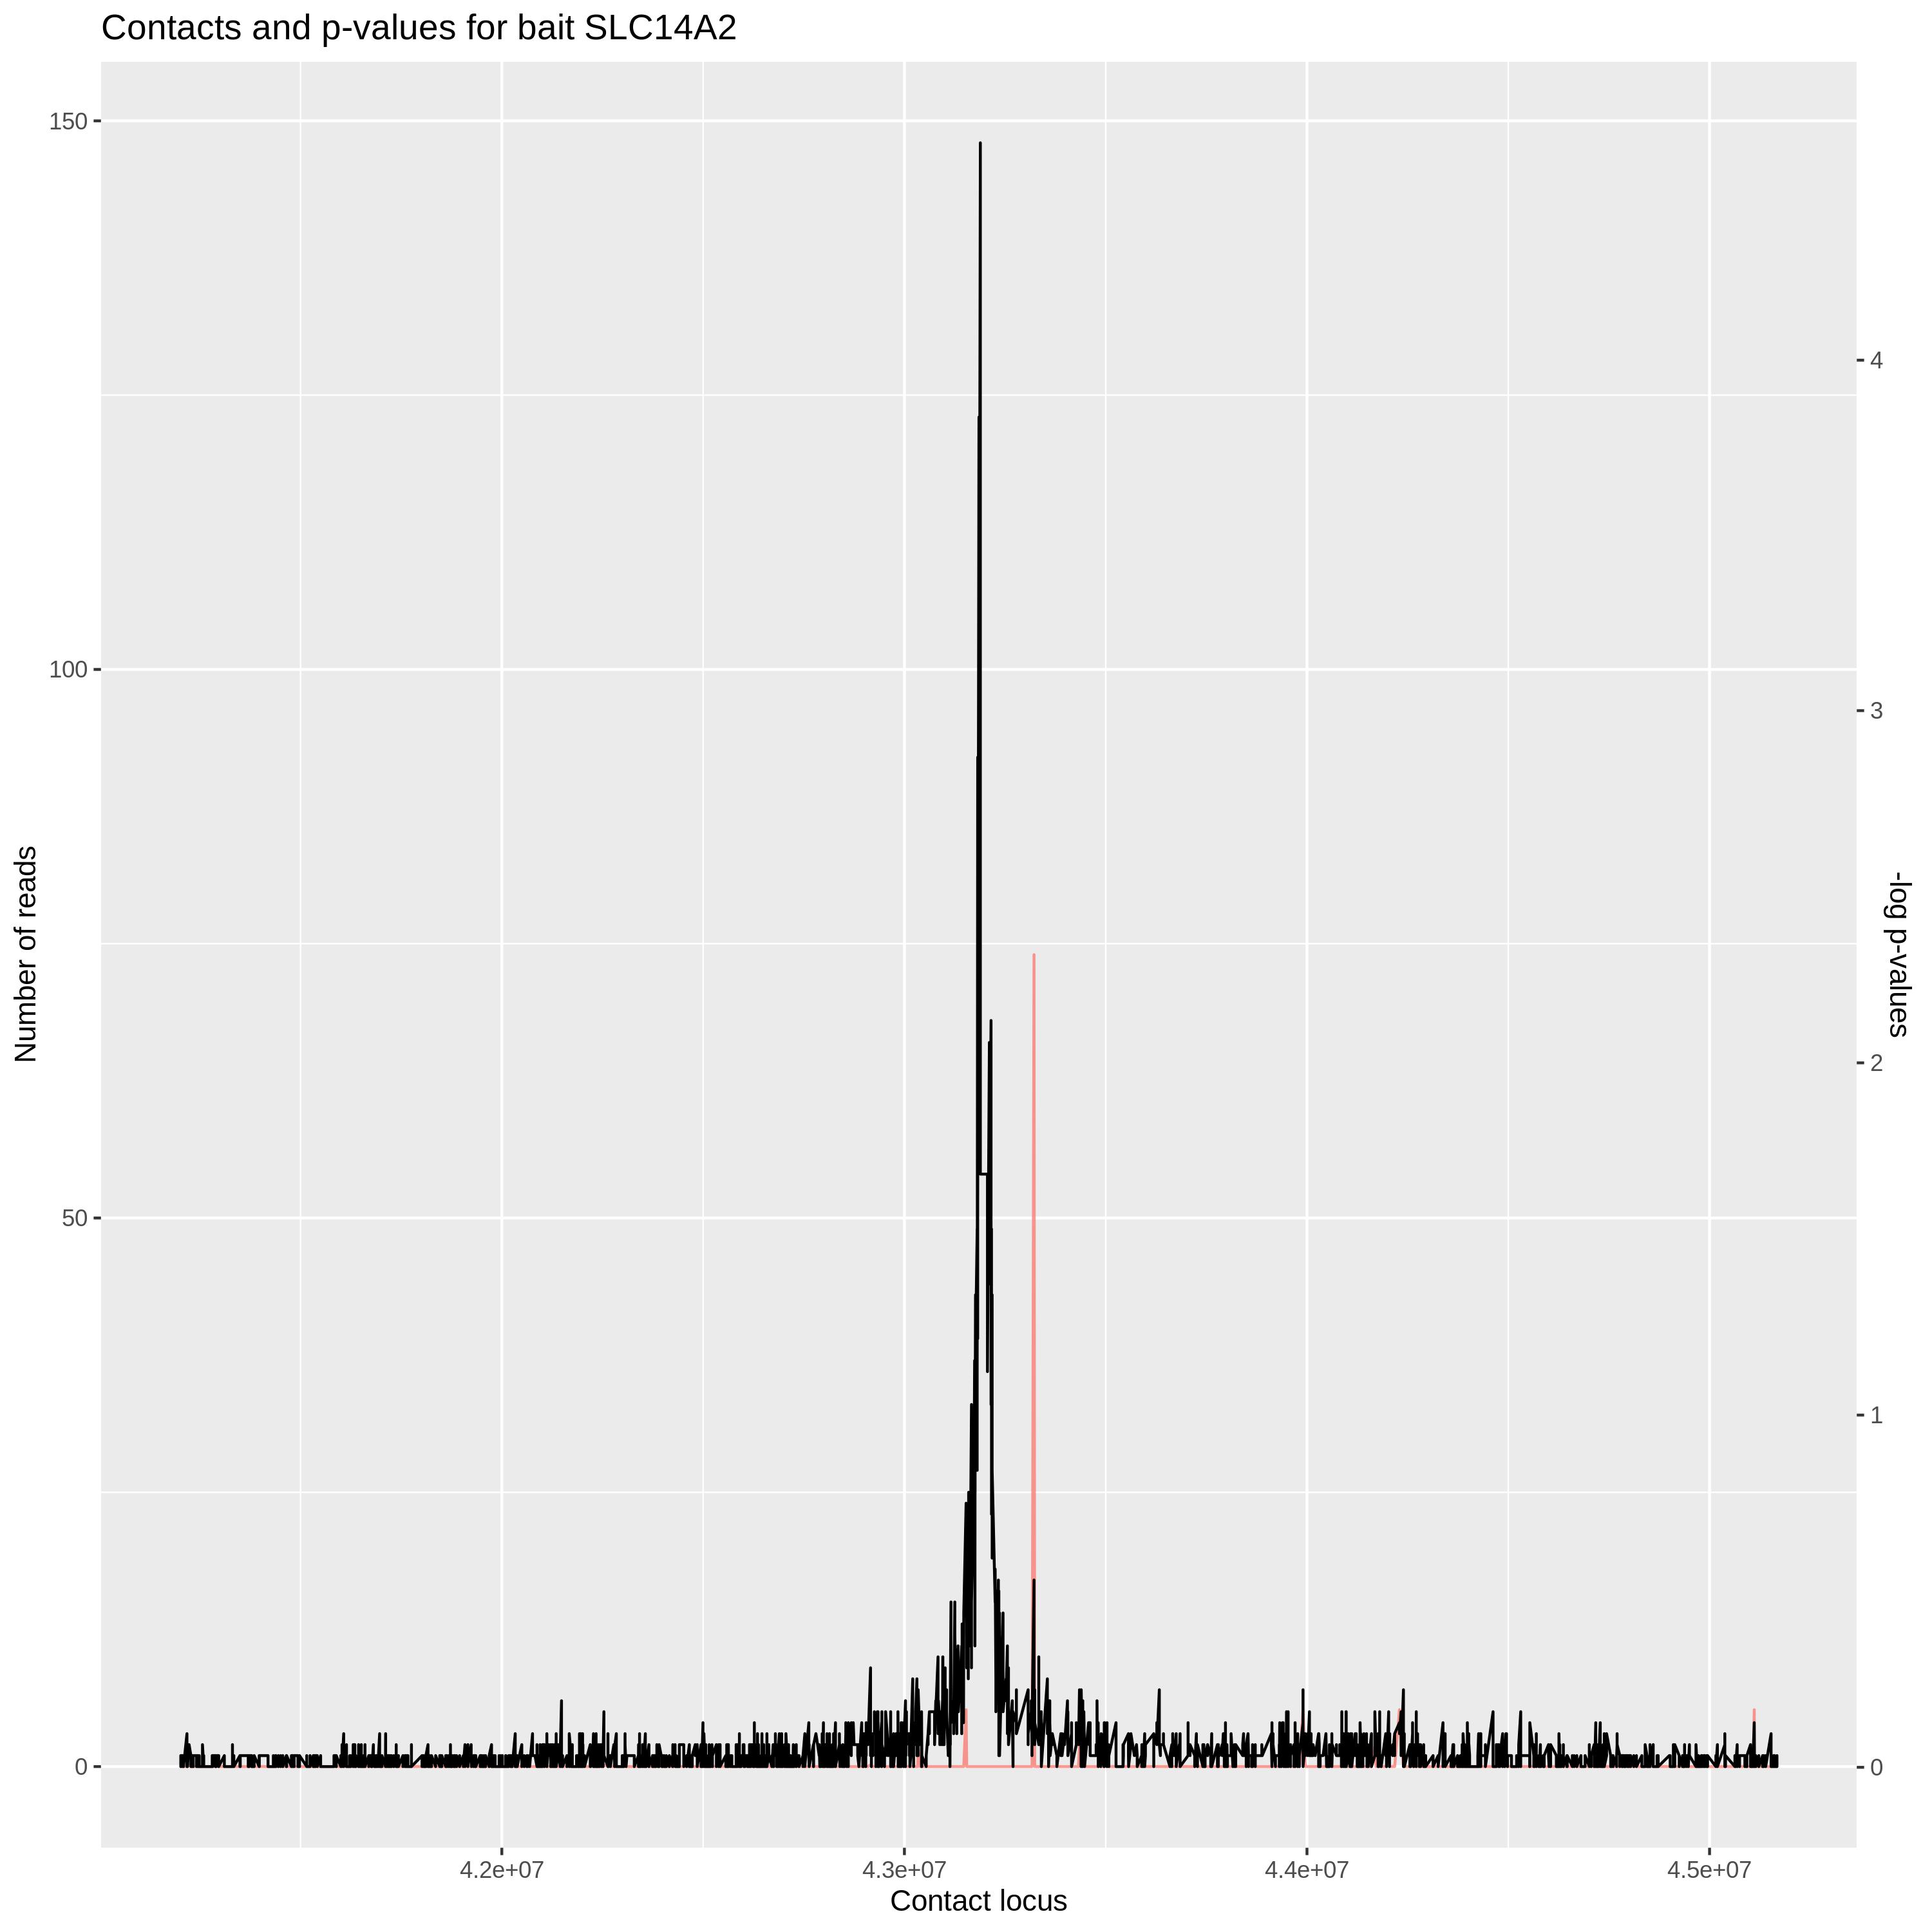 Contacts and p-values for bait SLC14A2
150
100
50
0
Number of reads
4
3
2
1
0
-log p-values
4.2e+07 4.3e+07 4.4e+07 4.5e+07
Contact locus